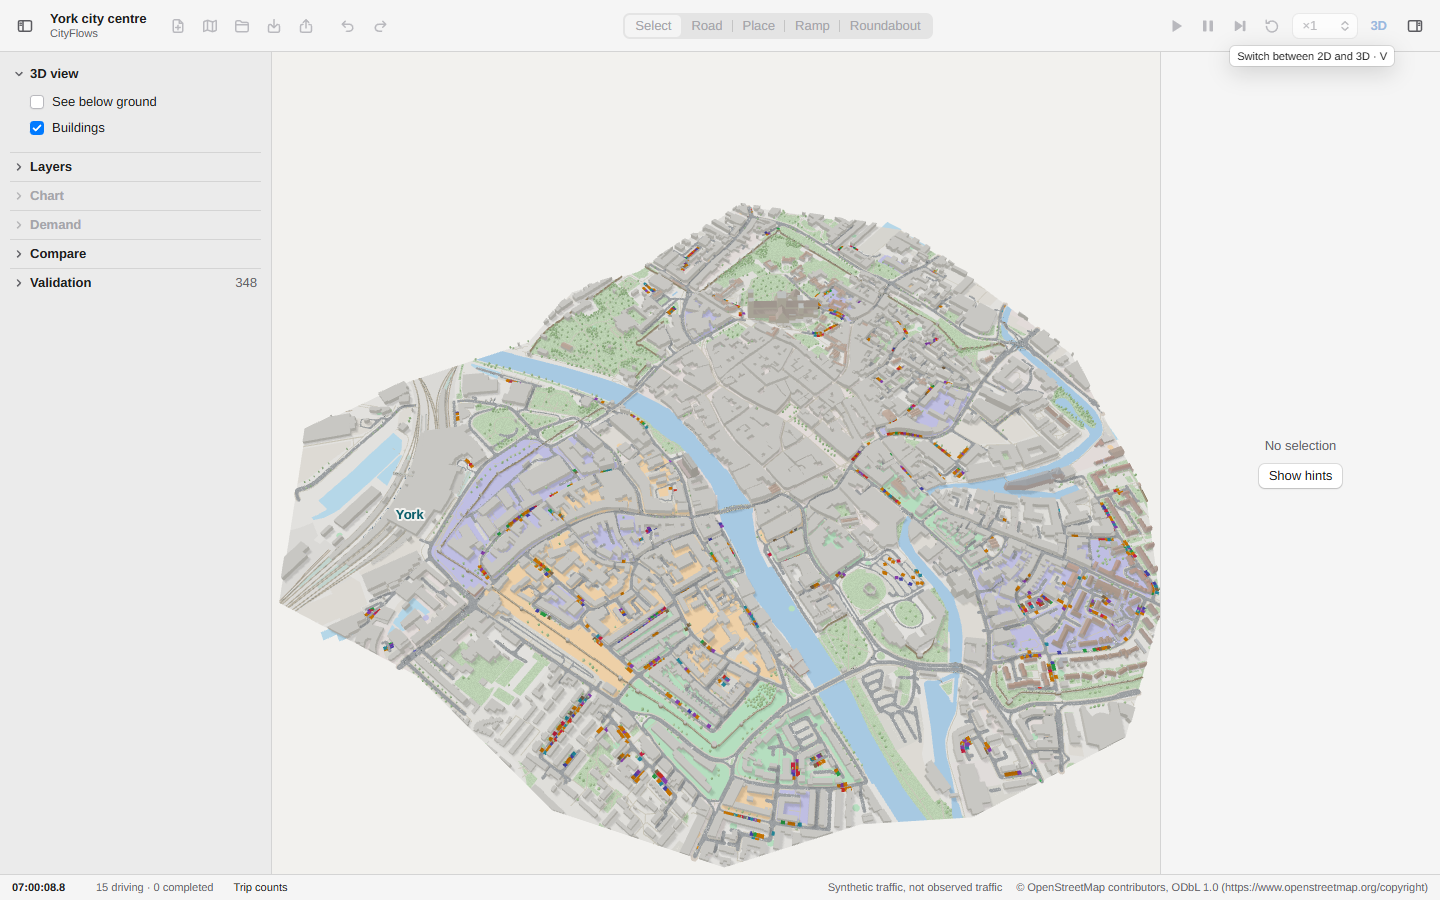 York city centre
CityFlows
Select
Road
Place
Ramp
Roundabout
×1
3D
Switch between 2D and 3D · V
3D view
See below ground
Buildings
Layers
Chart
Demand
Compare
Validation 348
York
No selection
Show hints
07:00:08.8
15 driving · 0 completed
Trip counts
Synthetic traffic, not observed traffic
© OpenStreetMap contributors, ODbL 1.0 (https://www.openstreetmap.org/copyright)